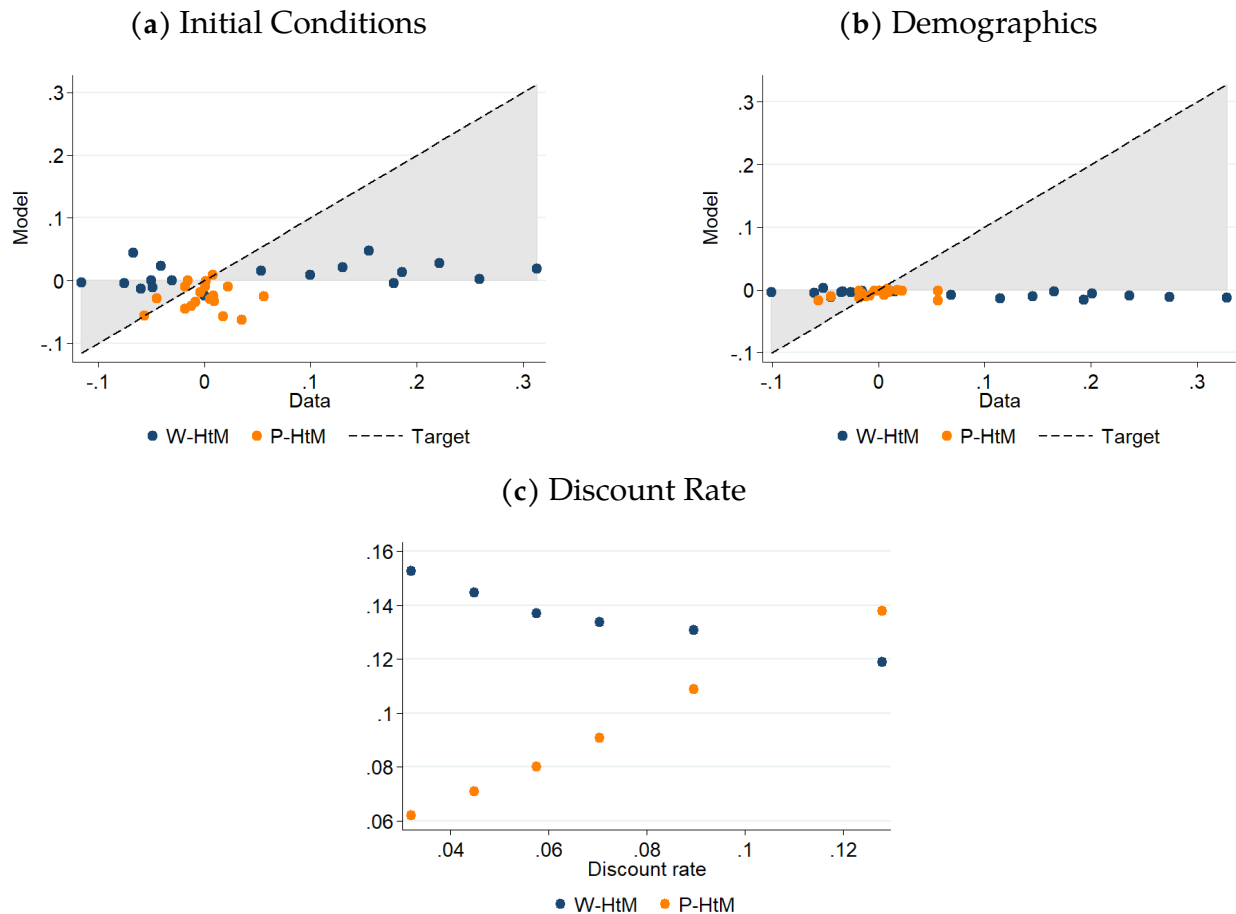 (a) Initial Conditions
.3
.2
.1
0
-.1
Model
-.1 0 .1 .2 .3
Data
W-HtM P-HtM Target
(b) Demographics
.3
.2
.1
0
-.1
Model
-.1 0 .1 .2 .3
Data
W-HtM P-HtM Target
(c) Discount Rate
.16
.14
.12
.1
.08
.06
.04 .06 .08 .1 .12
Discount rate
W-HtM P-HtM